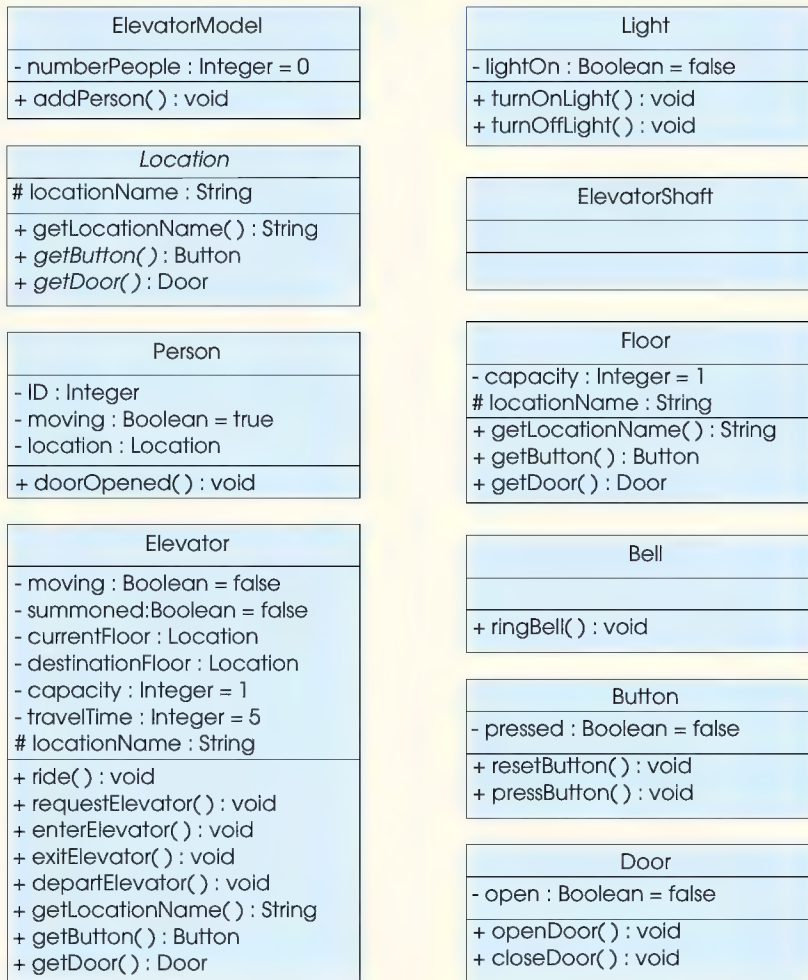 ElevatorModel
- numberPeople : Integer = 0
+ addPerson( ) : void
Location
# locationName : String
+ getLocationName( ) : String
+ getButton( ) : Button
+ getDoor( ) : Door
Person
- ID : Integer
- moving : Boolean = true
- location : Location
+ doorOpened( ) : void
Elevator
- moving : Boolean = false
- summoned:Boolean = false
- currentFloor : Location
- destinationFloor : Location
- capacity : Integer = 1
- travelTime : Integer = 5
# locationName : String
+ ride( ) : void
+ requestElevator( ) : void
+ enterElevator( ) : void
+ exitElevator( ) : void
+ departElevator( ) : void
+ getLocationName( ) : String
+ getButton( ) : Button
+ getDoor( ) : Door
Light
- lightOn : Boolean = false
+ turnOnLight( ) : void
+ turnOffLight( ) : void
ElevatorShaft
Floor
- capacity : Integer = 1
# locationName : String
+ getLocationName( ) : String
+ getButton( ) : Button
+ getDoor( ) : Door
Bell
+ ringBell( ) : void
Button
- pressed : Boolean = false
+ resetButton( ) : void
+ pressButton( ) : void
Door
- open : Boolean = false
+ openDoor( ) : void
+ closeDoor( ) : void